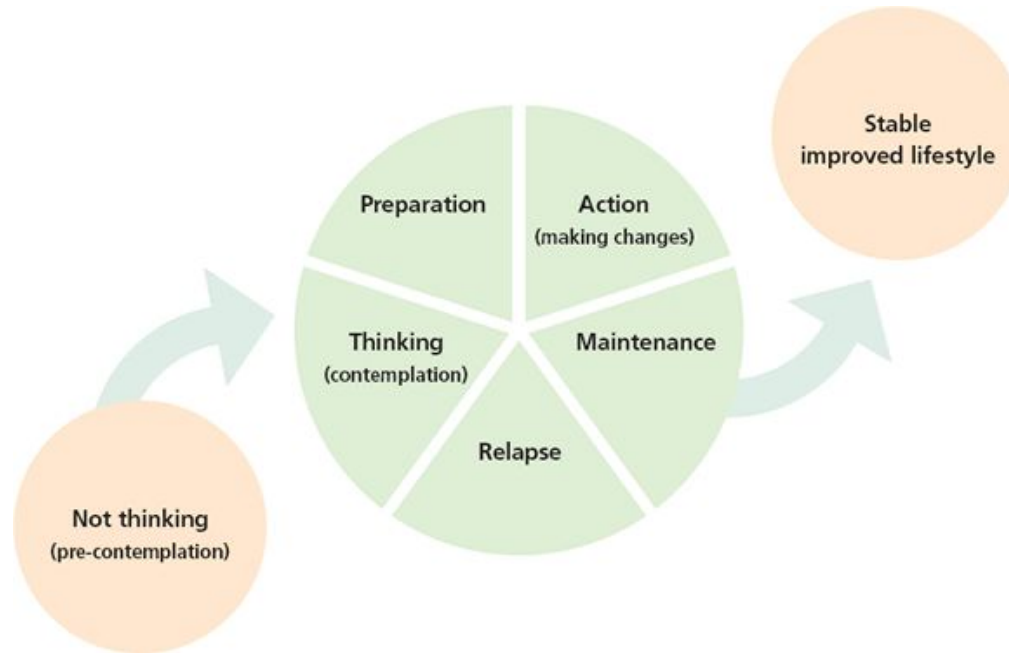 Stable
improved lifestyle
Preparation
Action
(making changes)
Thinking
(contemplation)
Maintenance
Relapse
Not thinking
(pre-contemplation)